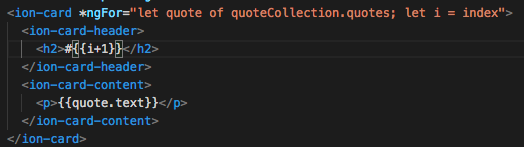 <ion-card *ngFor="let quote of quoteCollection.quotes; let i = index">
<ion-card-header>
<h2>#{{i+1}}</h2>
</ion-card-header>
<ion-card-content>
<p>{{quote.text}}</p>
</ion-card-content>
</ion-card>